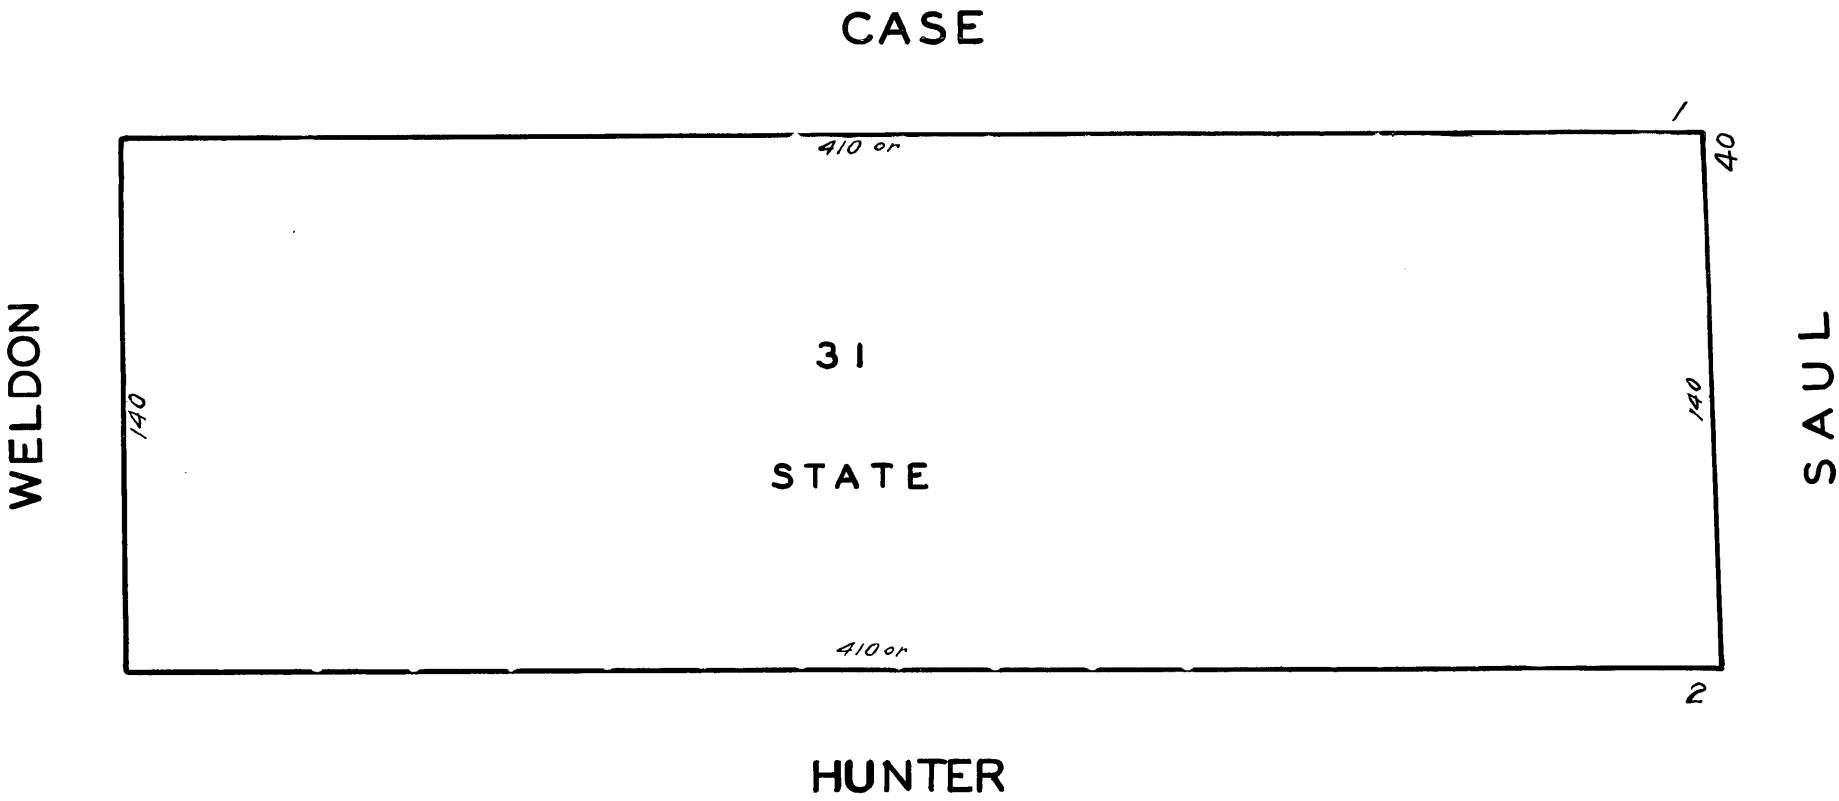 CASE
1
410 or
40
31
WELDON
140
140
SAUL
STATE
410 or
2
HUNTER